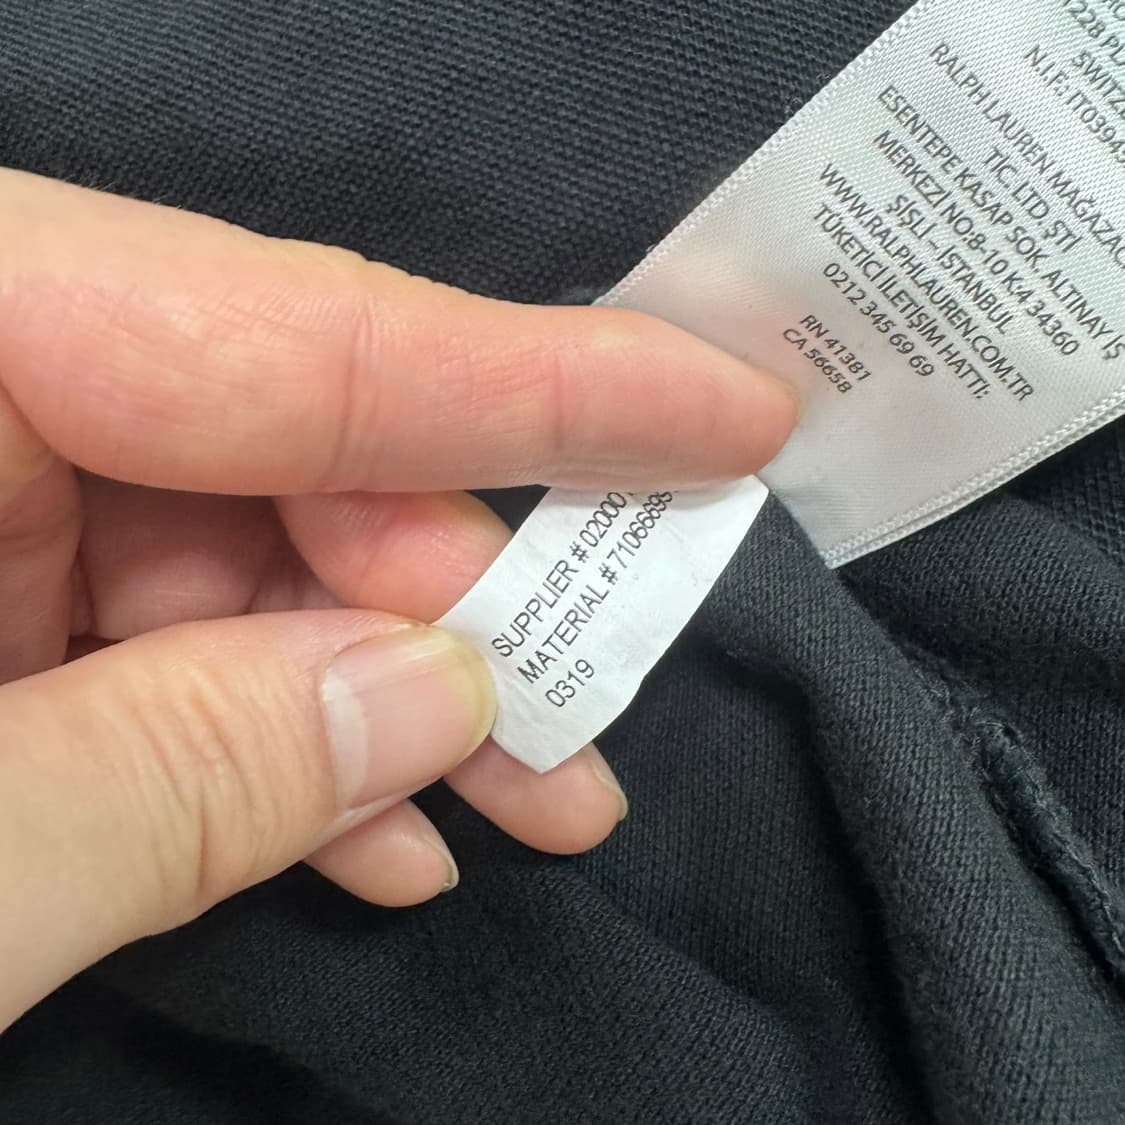 1228 PL
SWITZ
N.I.F.: IT0394
RALPH LAUREN MAĞAZAC
TİC. LTD. ŞTİ
ESENTEPE KASAP SOK. ALTINAY İŞ
MERKEZİ NO:8-10 K:4 34360
ŞİŞLİ – İSTANBUL
WWW.RALPHLAUREN.COM.TR
TÜKETİCİ İLETİŞİM HATTI:
0212 345 69 69
RN 41381
CA 56658
SUPPLIER # 02000
MATERIAL # 7106669
0319